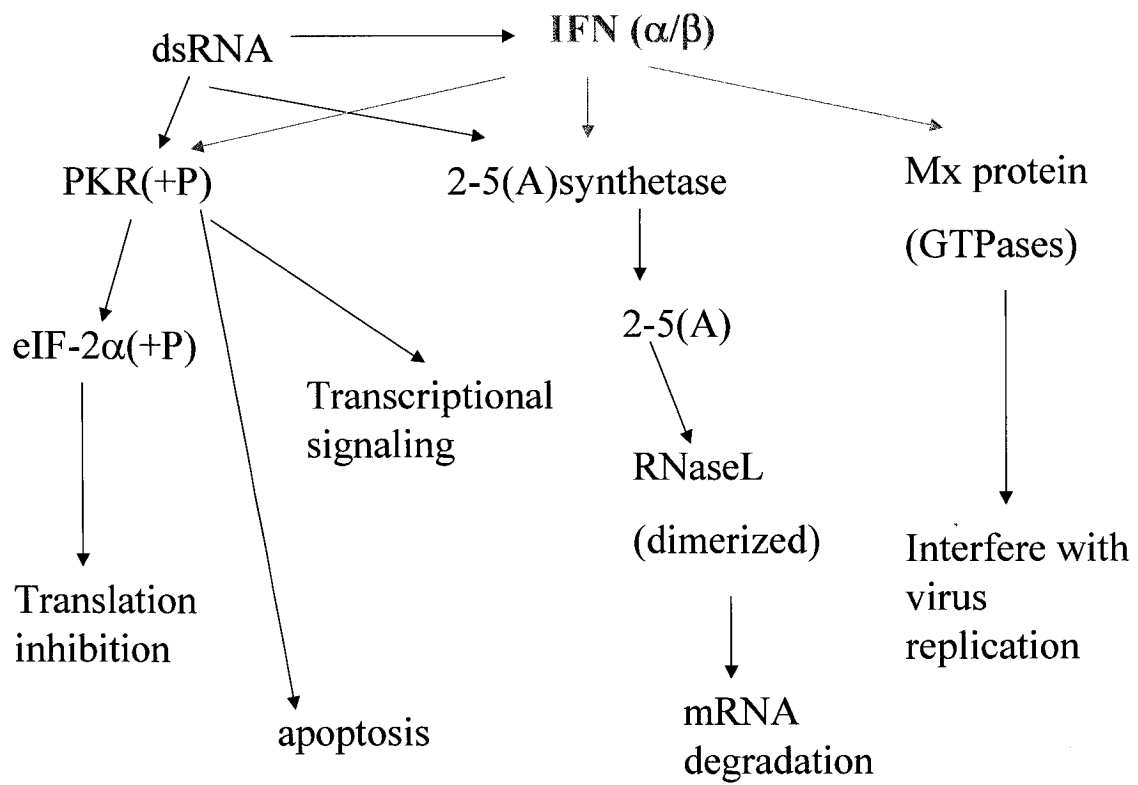 dsRNA
IFN (α/β)
PKR(+P)
2-5(A)synthetase
Mx protein
(GTPases)
eIF-2α(+P)
Transcriptional
signaling
2-5(A)
RNaseL
(dimerized)
Interfere with
virus
replication
Translation
inhibition
apoptosis
mRNA
degradation